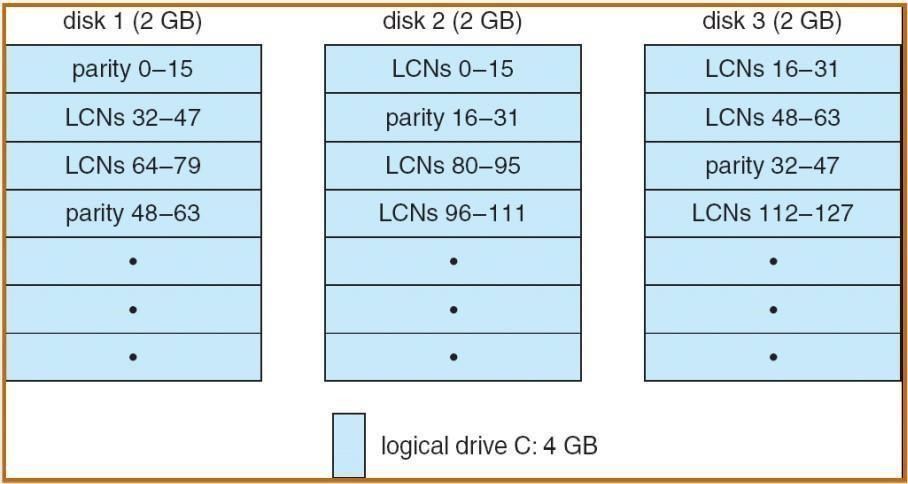 disk 1 (2 GB) disk 2 (2 GB) disk 3 (2 GB)
parity 0–15 LCNs 0–15 LCNs 16–31
LCNs 32–47 parity 16–31 LCNs 48–63
LCNs 64–79 LCNs 80–95 parity 32–47
parity 48–63 LCNs 96–111 LCNs 112–127
• • •
• • •
• • •
logical drive C: 4 GB